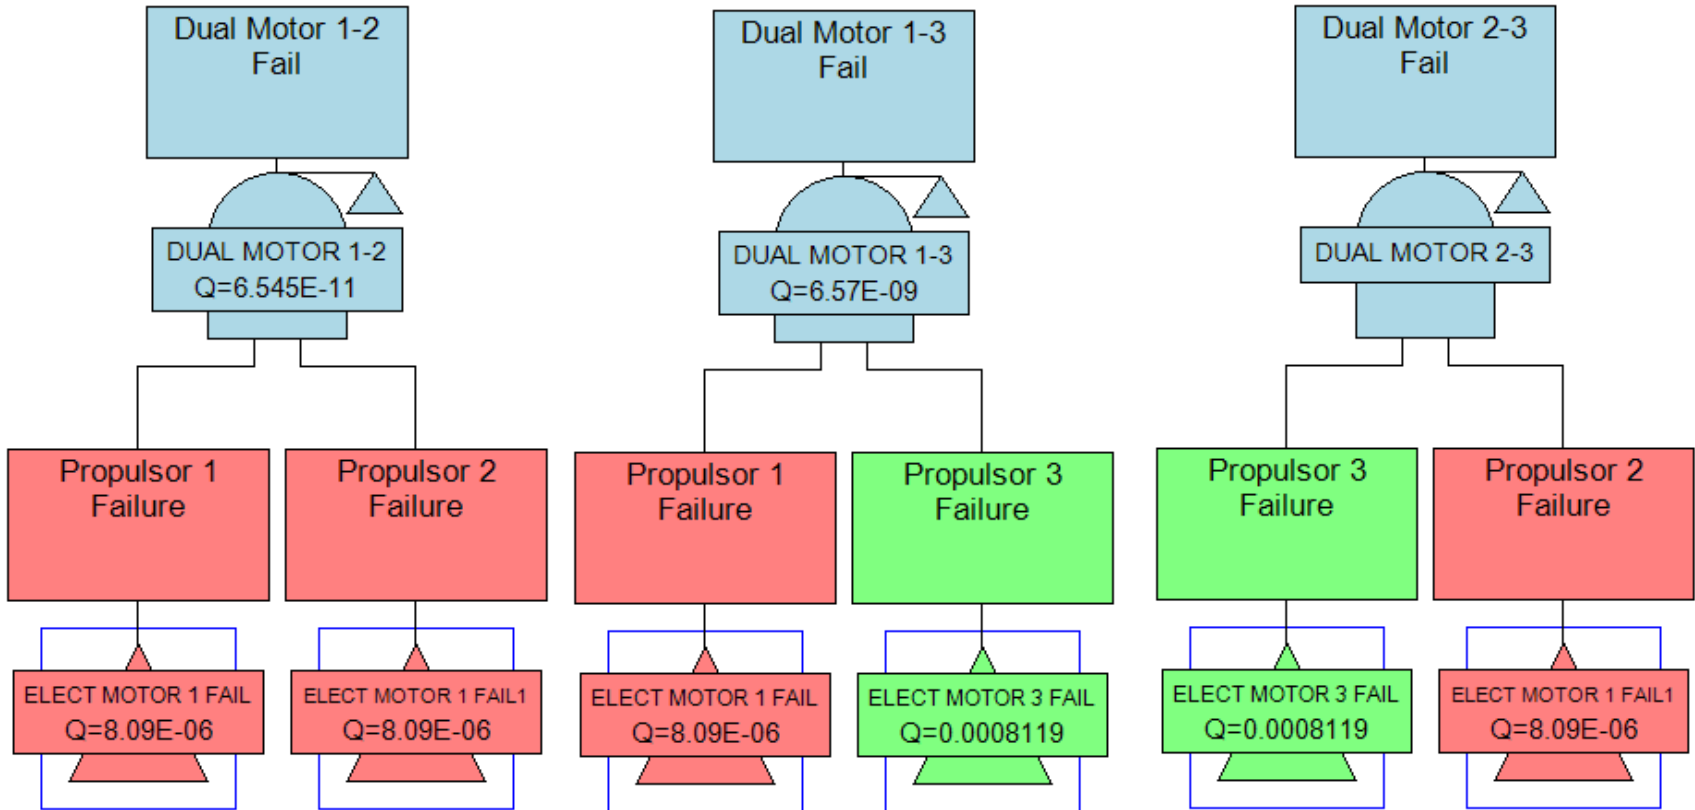 Dual Motor 1-2
Fail
DUAL MOTOR 1-2
Q=6.545E-11
Propulsor 1
Failure
ELECT MOTOR 1 FAIL
Q=8.09E-06
Propulsor 2
Failure
ELECT MOTOR 1 FAIL1
Q=8.09E-06
Dual Motor 1-3
Fail
DUAL MOTOR 1-3
Q=6.57E-09
Propulsor 1
Failure
ELECT MOTOR 1 FAIL
Q=8.09E-06
Propulsor 3
Failure
ELECT MOTOR 3 FAIL
Q=0.0008119
Dual Motor 2-3
Fail
DUAL MOTOR 2-3
Propulsor 3
Failure
ELECT MOTOR 3 FAIL
Q=0.0008119
Propulsor 2
Failure
ELECT MOTOR 1 FAIL1
Q=8.09E-06